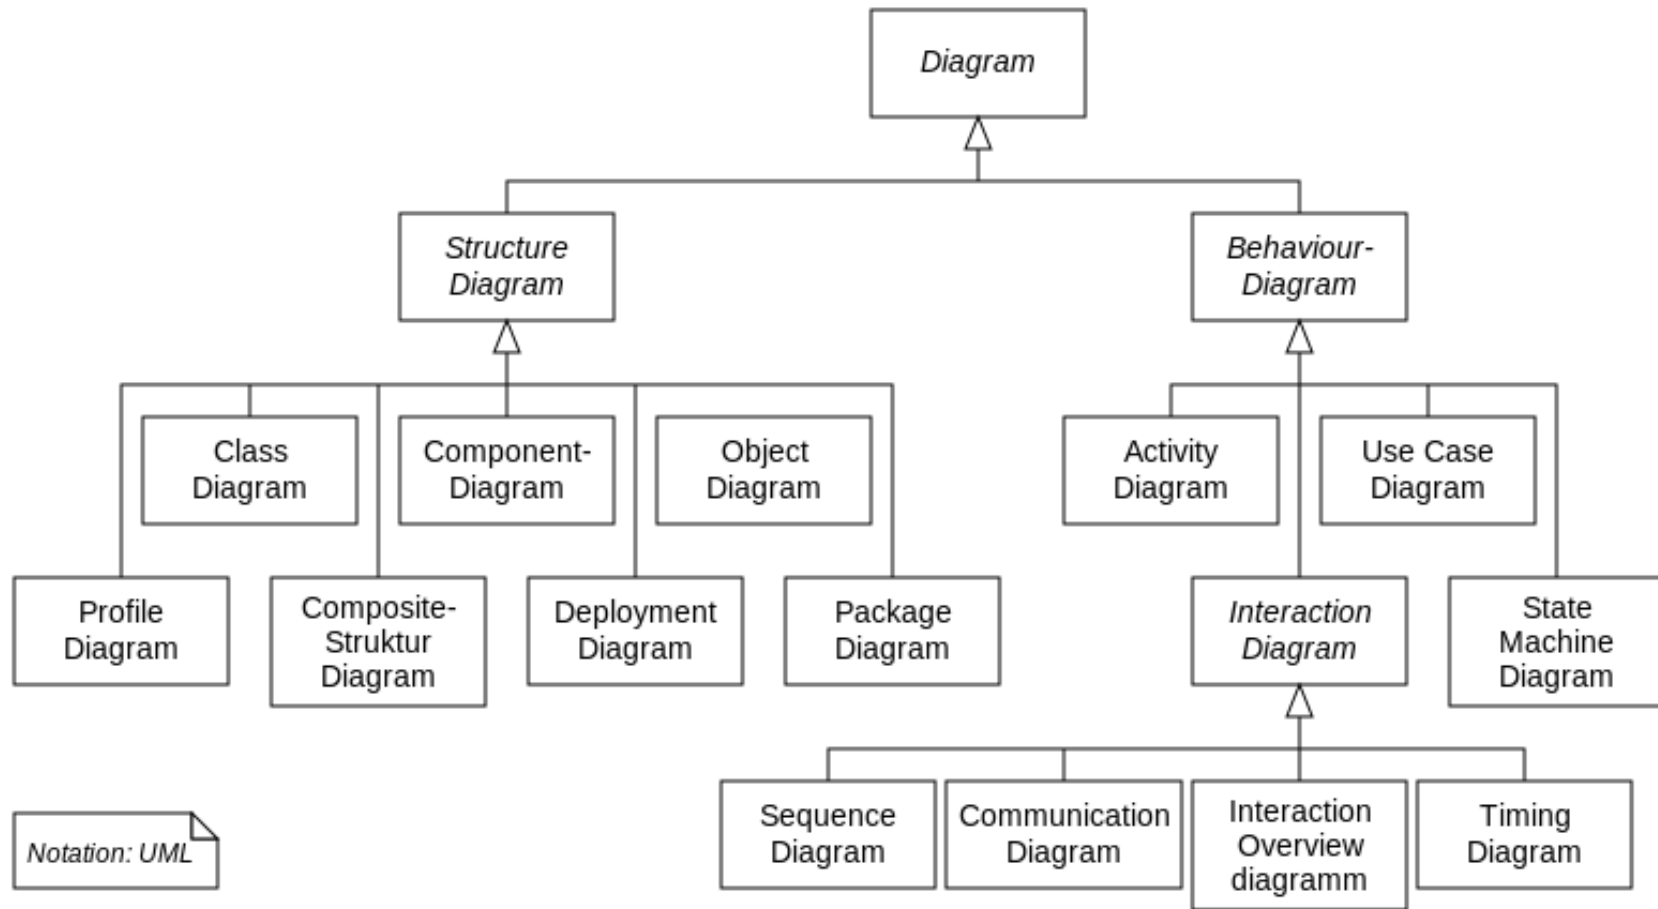 Diagram
Structure
Diagram
Behaviour-
Diagram
Class
Diagram
Component-
Diagram
Object
Diagram
Activity
Diagram
Use Case
Diagram
Profile
Diagram
Composite-
Struktur
Diagram
Deployment
Diagram
Package
Diagram
Interaction
Diagram
State
Machine
Diagram
Sequence
Diagram
Communication
Diagram
Interaction
Overview
diagramm
Timing
Diagram
Notation: UML